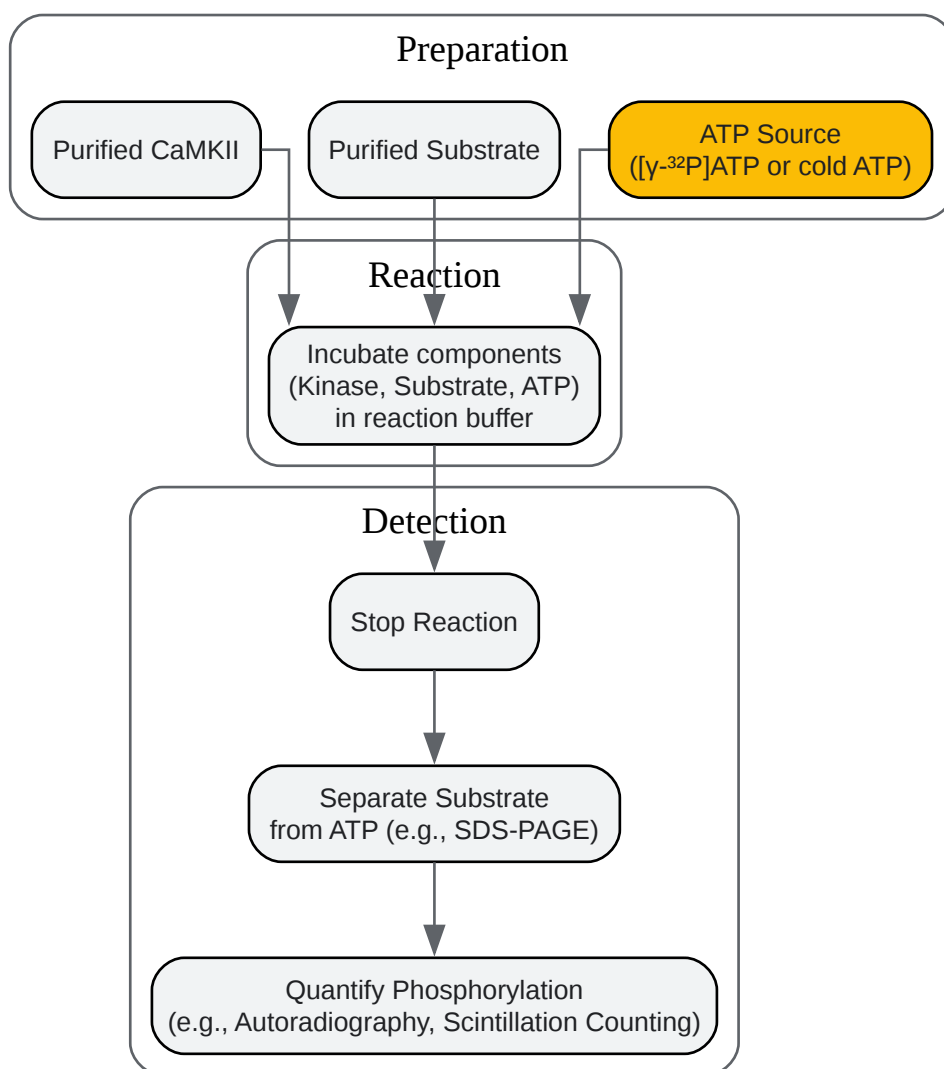 Preparation
Purified CaMKII
Purified Substrate
ATP Source
([γ-³²P]ATP or cold ATP)
Reaction
Incubate components
(Kinase, Substrate, ATP)
in reaction buffer
Detection
Stop Reaction
Separate Substrate
from ATP (e.g., SDS-PAGE)
Quantify Phosphorylation
(e.g., Autoradiography, Scintillation Counting)